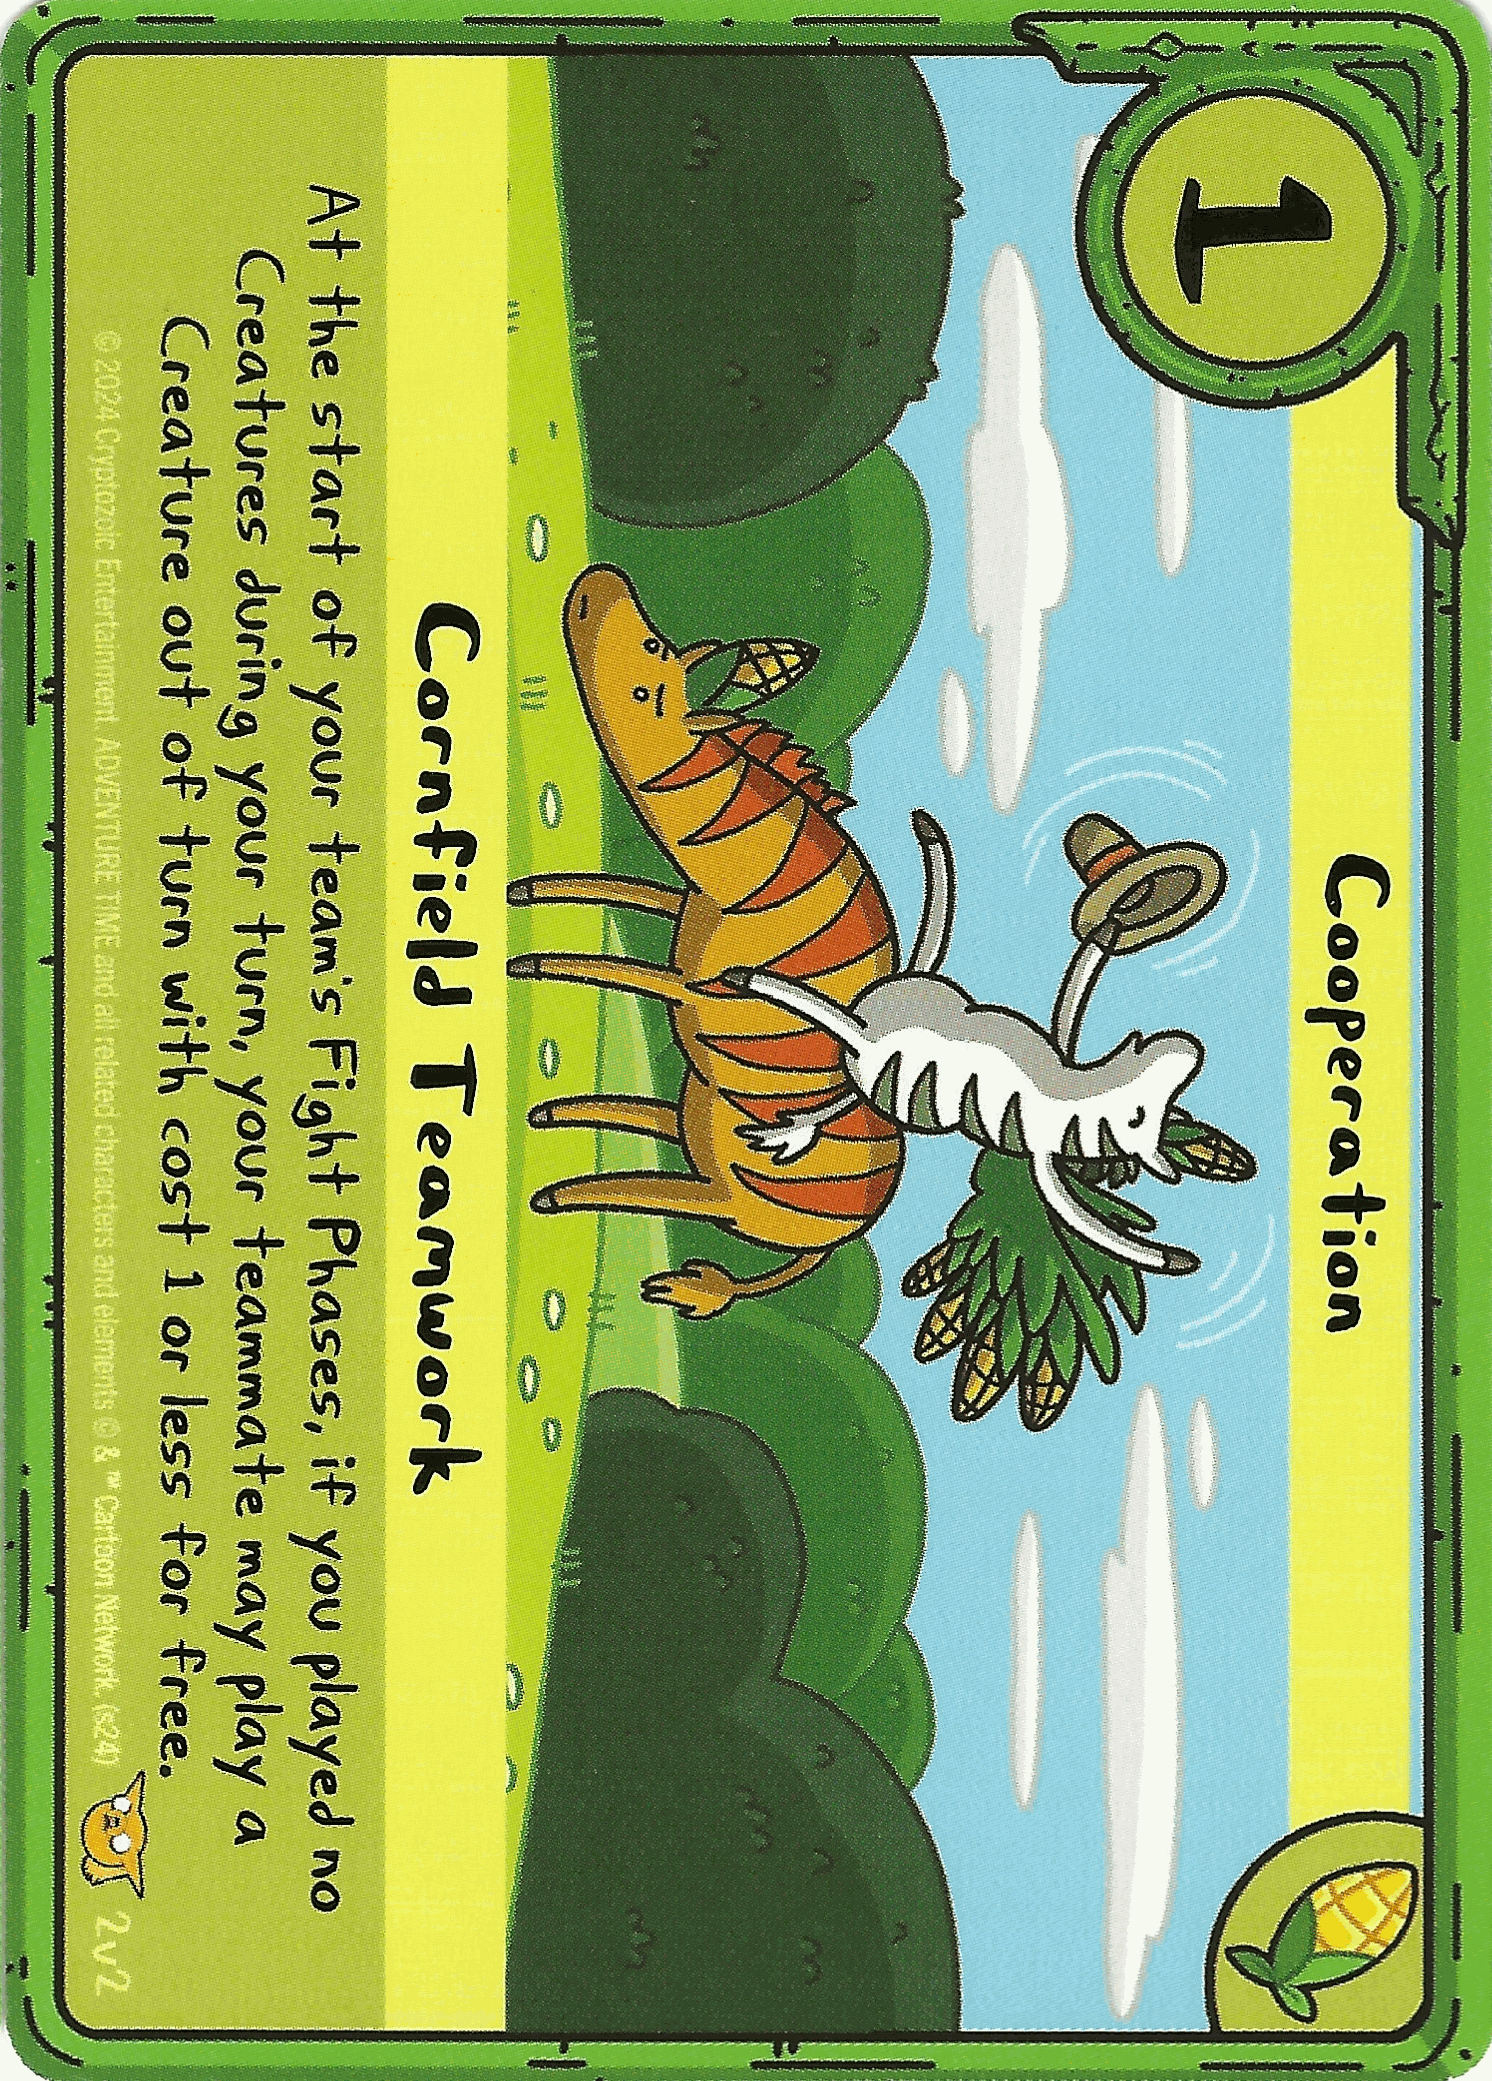 1
Cooperation
Cornfield Teamwork
At the start of your team's Fight Phases, if you played no
Creatures during your turn, your teammate may play a
Creature out of turn with cost 1 or less for free.
© 2024 Cryptozoic Entertainment. ADVENTURE TIME and all related characters and elements © & ™ Cartoon Network. (s24)
2v2